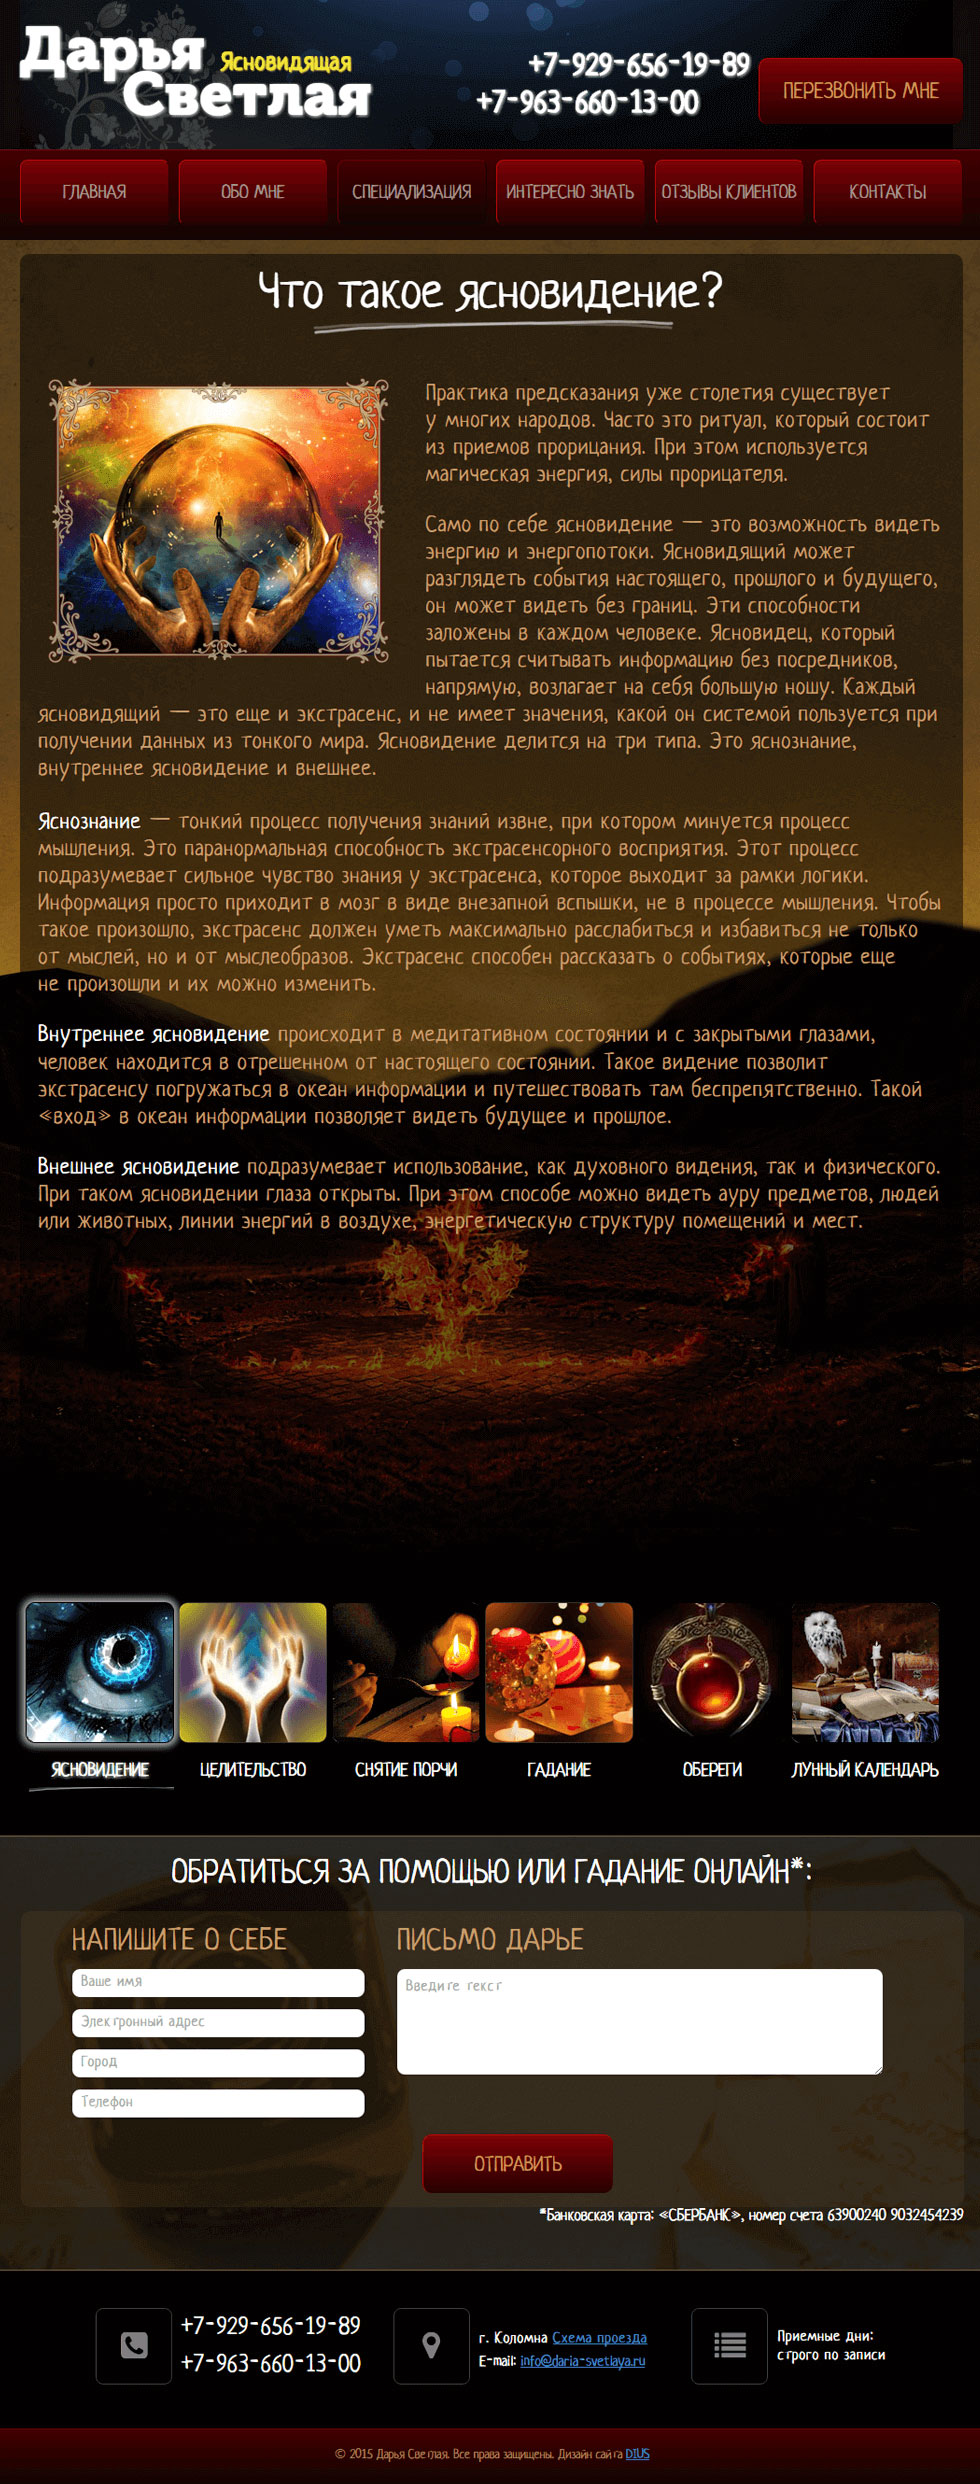 Дарья
Ясновидящая
Светлая
+7-929-656-19-89
+7-963-660-13-00
ПЕРЕЗВОНИТЬ МНЕ
ГЛАВНАЯ
ОБО МНЕ
СПЕЦИАЛИЗАЦИЯ
ИНТЕРЕСНО ЗНАТЬ
ОТЗЫВЫ КЛИЕНТОВ
КОНТАКТЫ
Что такое ясновидение?
Практика предсказания уже столетия существует
у многих народов. Часто это ритуал, который состоит
из приемов прорицания. При этом используется
магическая энергия, силы прорицателя.
Само по себе ясновидение — это возможность видеть
энергию и энергопотоки. Ясновидящий может
разглядеть события настоящего, прошлого и будущего,
он может видеть без границ. Эти способности
заложены в каждом человеке. Ясновидец, который
пытается считывать информацию без посредников,
напрямую, возлагает на себя большую ношу. Каждый
ясновидящий — это еще и экстрасенс, и не имеет значения, какой он системой пользуется при
получении данных из тонкого мира. Ясновидение делится на три типа. Это яснознание,
внутреннее ясновидение и внешнее.
Яснознание — тонкий процесс получения знаний извне, при котором минуется процесс
мышления. Это паранормальная способность экстрасенсорного восприятия. Этот процесс
подразумевает сильное чувство знания у экстрасенса, которое выходит за рамки логики.
Информация просто приходит в мозг в виде внезапной вспышки, не в процессе мышления. Чтобы
такое произошло, экстрасенс должен уметь максимально расслабиться и избавиться не только
от мыслей, но и от мыслеобразов. Экстрасенс способен рассказать о событиях, которые еще
не произошли и их можно изменить.
Внутреннее ясновидение происходит в медитативном состоянии и с закрытыми глазами,
человек находится в отрешенном от настоящего состоянии. Такое видение позволит
экстрасенсу погружаться в океан информации и путешествовать там беспрепятственно. Такой
«вход» в океан информации позволяет видеть будущее и прошлое.
Внешнее ясновидение подразумевает использование, как духовного видения, так и физического.
При таком ясновидении глаза открыты. При этом способе можно видеть ауру предметов, людей
или животных, линии энергий в воздухе, энергетическую структуру помещений и мест.
ЯСНОВИДЕНИЕ
ЦЕЛИТЕЛЬСТВО
СНЯТИЕ ПОРЧИ
ГАДАНИЕ
ОБЕРЕГИ
ЛУННЫЙ КАЛЕНДАРЬ
ОБРАТИТЬСЯ ЗА ПОМОЩЬЮ ИЛИ ГАДАНИЕ ОНЛАЙН*:
НАПИШИТЕ О СЕБЕ
Ваше имя
Электронный адрес
Город
Телефон
ПИСЬМО ДАРЬЕ
Введите текст
ОТПРАВИТЬ
*Банковская карта: «СБЕРБАНК», номер счета 63900240 9032454239
+7-929-656-19-89
+7-963-660-13-00
г. Коломна Схема проезда
E-mail: info@daria-svetlaya.ru
Приемные дни:
строго по записи
© 2015 Дарья Светлая. Все права защищены. Дизайн сайта DIUS